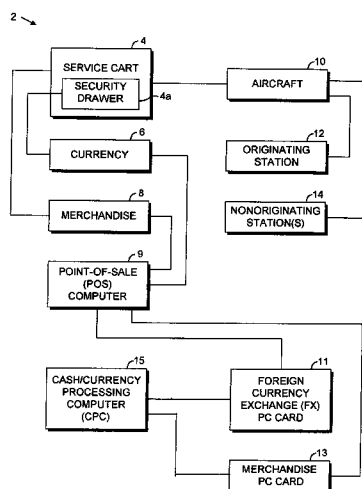 2
4
SERVICE CART
SECURITY
DRAWER
4a
10
AIRCRAFT
6
CURRENCY
12
ORIGINATING
STATION
8
MERCHANDISE
14
NONORIGINATING
STATION(S)
9
POINT-OF-SALE
(POS)
COMPUTER
15
CASH/CURRENCY
PROCESSING
COMPUTER
(CPC)
11
FOREIGN
CURRENCY
EXCHANGE (FX)
PC CARD
13
MERCHANDISE
PC CARD